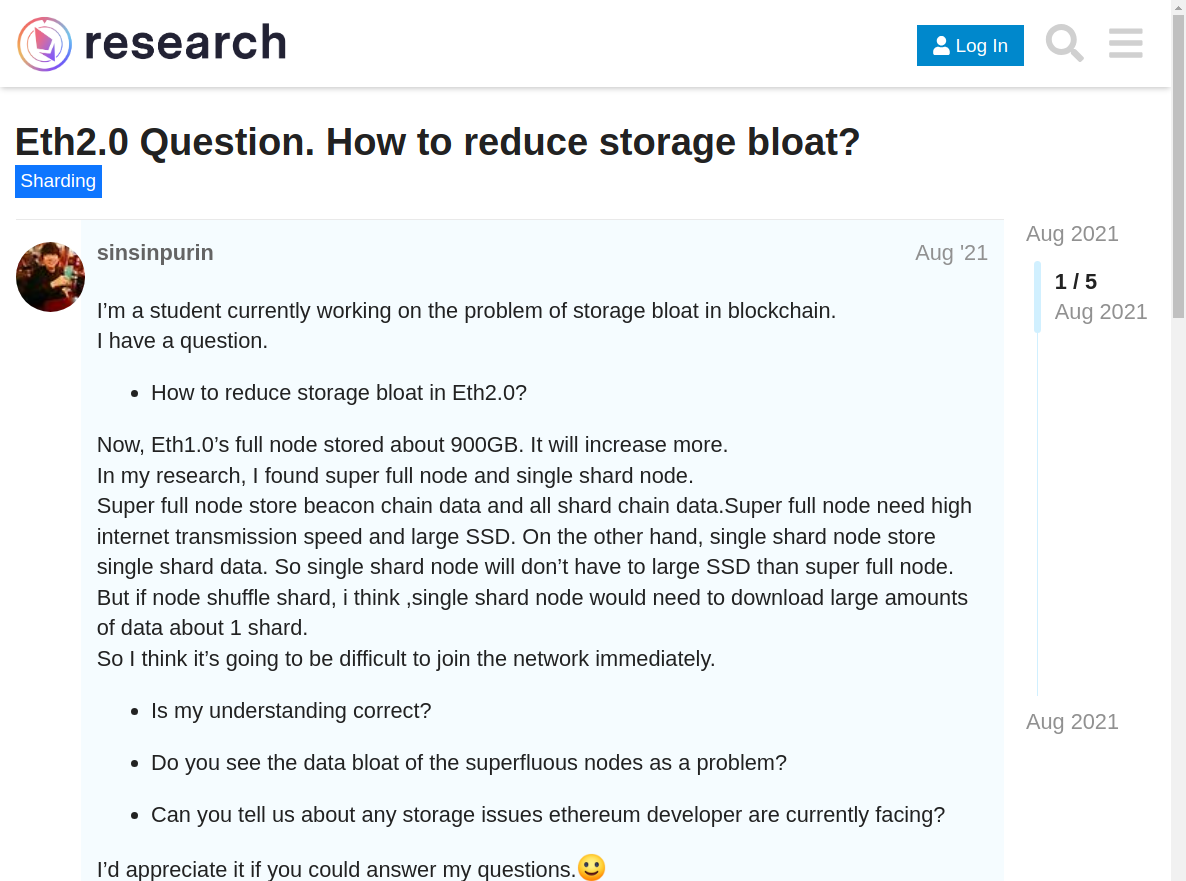 research
Log In
Eth2.0 Question. How to reduce storage bloat?
Sharding
sinsinpurin
Aug '21
I’m a student currently working on the problem of storage bloat in blockchain.
I have a question.
• How to reduce storage bloat in Eth2.0?
Now, Eth1.0’s full node stored about 900GB. It will increase more.
In my research, I found super full node and single shard node.
Super full node store beacon chain data and all shard chain data.Super full node need high
internet transmission speed and large SSD. On the other hand, single shard node store
single shard data. So single shard node will don’t have to large SSD than super full node.
But if node shuffle shard, i think ,single shard node would need to download large amounts
of data about 1 shard.
So I think it’s going to be difficult to join the network immediately.
• Is my understanding correct?
• Do you see the data bloat of the superfluous nodes as a problem?
• Can you tell us about any storage issues ethereum developer are currently facing?
I’d appreciate it if you could answer my questions.🙂
Aug 2021
1 / 5
Aug 2021
Aug 2021